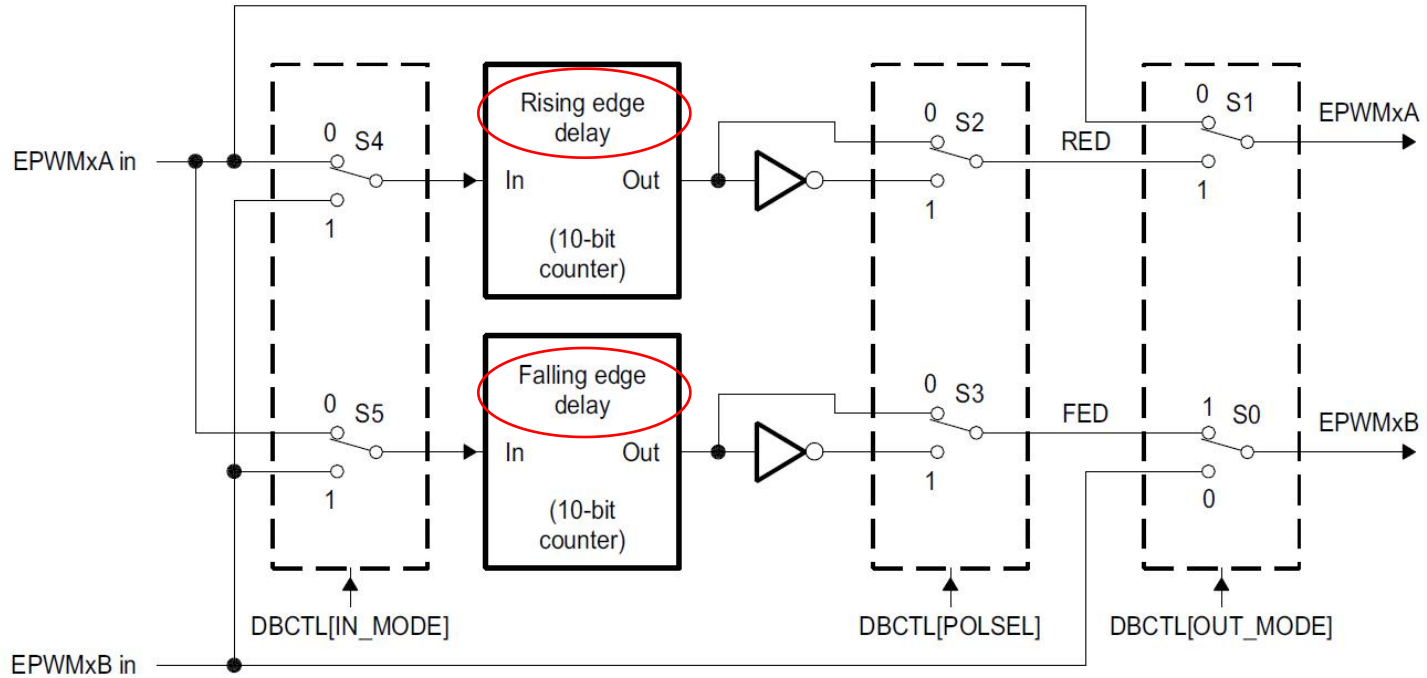 EPWMxA in
0
S4
1
Rising edge
delay
In
Out
(10-bit
counter)
0
S2
1
RED
0
S1
1
EPWMxA
0
S5
1
Falling edge
delay
In
Out
(10-bit
counter)
0
S3
1
FED
1
S0
0
EPWMxB
DBCTL[IN_MODE]
DBCTL[POLSEL]
DBCTL[OUT_MODE]
EPWMxB in